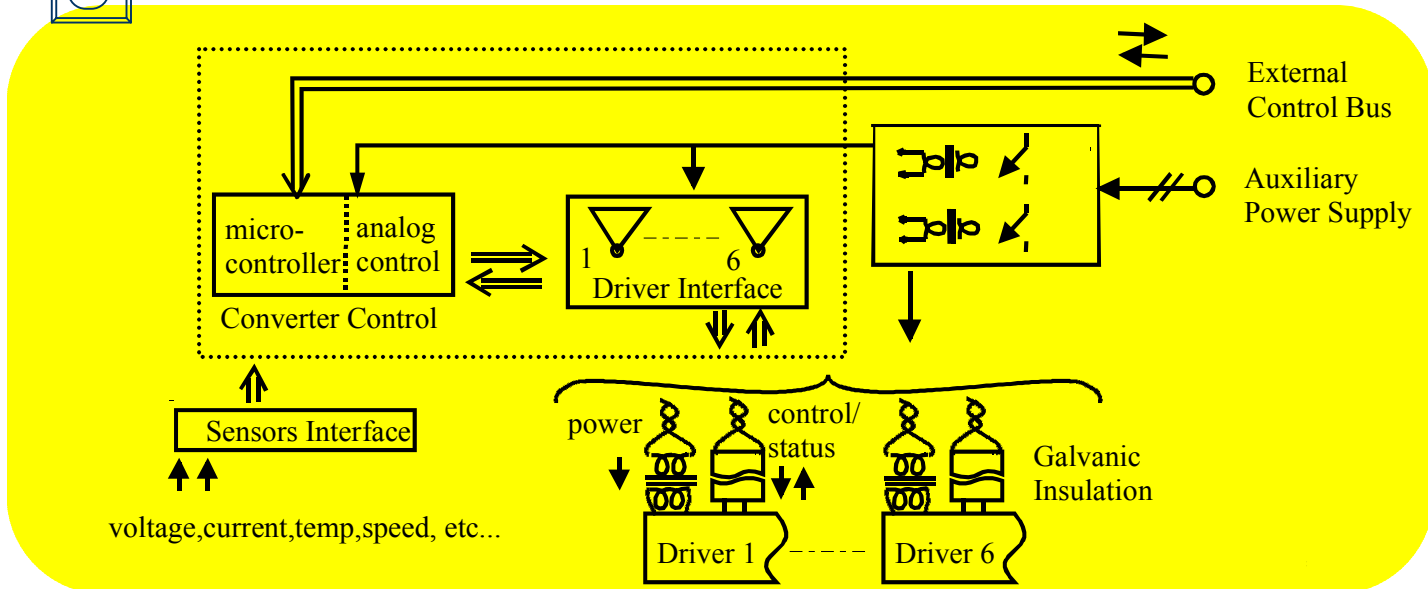 External
Control Bus
Auxiliary
Power Supply
micro-
controller
analog
control
Converter Control
1
6
Driver Interface
Sensors Interface
voltage,current,temp,speed, etc...
power
control/
status
Galvanic
Insulation
Driver 1
Driver 6